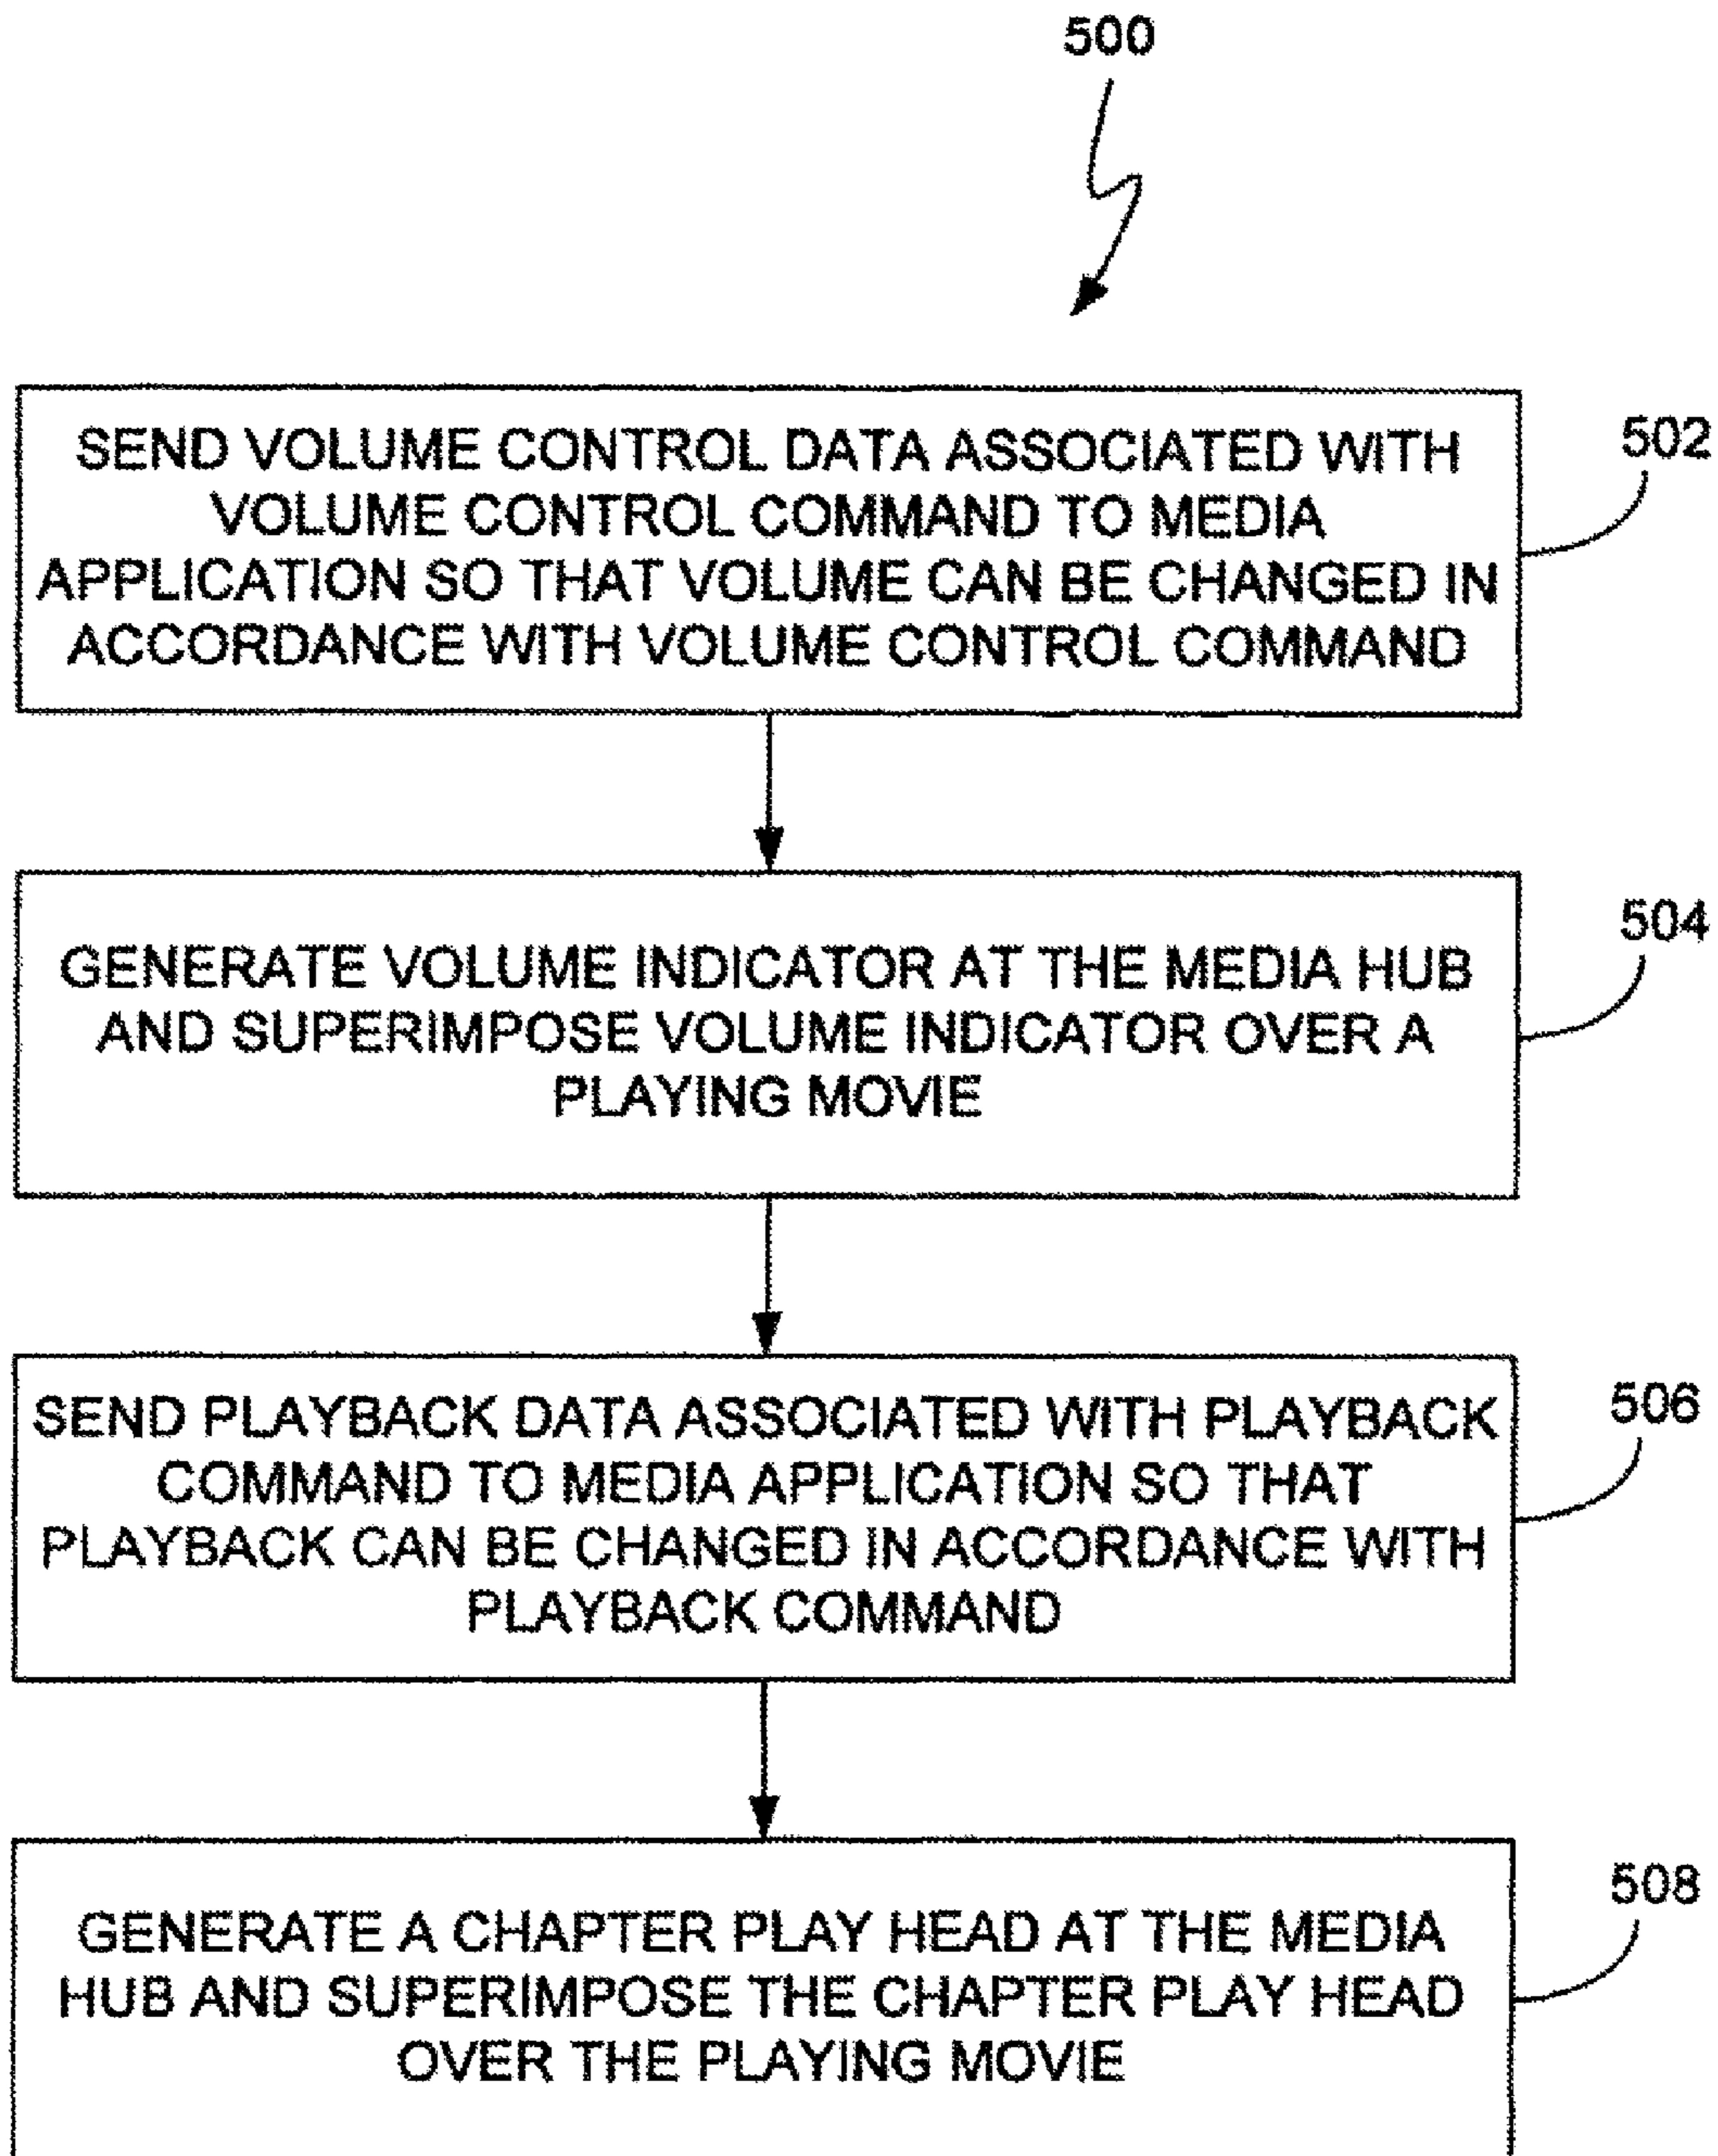 500
SEND VOLUME CONTROL DATA ASSOCIATED WITH
VOLUME CONTROL COMMAND TO MEDIA
APPLICATION SO THAT VOLUME CAN BE CHANGED IN
ACCORDANCE WITH VOLUME CONTROL COMMAND
502
GENERATE VOLUME INDICATOR AT THE MEDIA HUB
AND SUPERIMPOSE VOLUME INDICATOR OVER A
PLAYING MOVIE
504
SEND PLAYBACK DATA ASSOCIATED WITH PLAYBACK
COMMAND TO MEDIA APPLICATION SO THAT
PLAYBACK CAN BE CHANGED IN ACCORDANCE WITH
PLAYBACK COMMAND
506
GENERATE A CHAPTER PLAY HEAD AT THE MEDIA
HUB AND SUPERIMPOSE THE CHAPTER PLAY HEAD
OVER THE PLAYING MOVIE
508